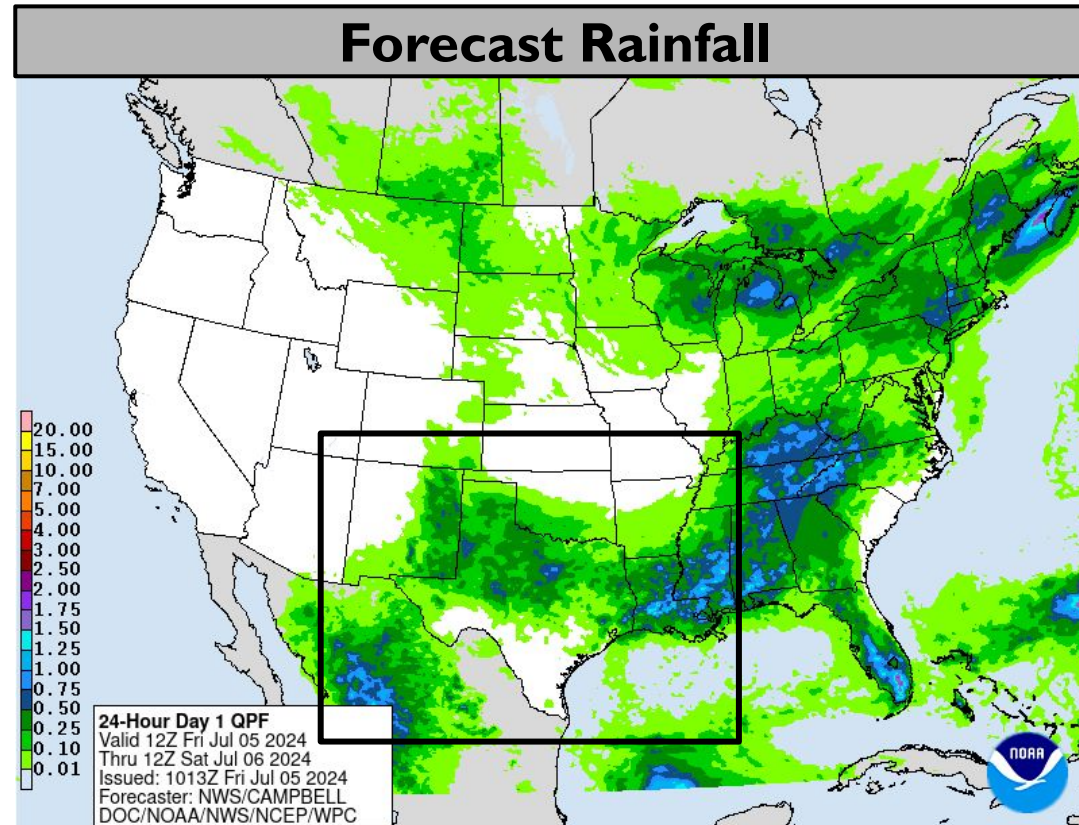 Forecast Rainfall
20.00
15.00
10.00
7.00
5.00
4.00
3.00
2.50
2.00
1.75
1.50
1.25
1.00
0.75
0.50
0.25
0.10
0.01
24-Hour Day 1 QPF
Valid 12Z Fri Jul 05 2024
Thru 12Z Sat Jul 06 2024
Issued: 1013Z Fri Jul 05 2024
Forecaster: NWS/CAMPBELL
DOC/NOAA/NWS/NCEP/WPC
NOAA